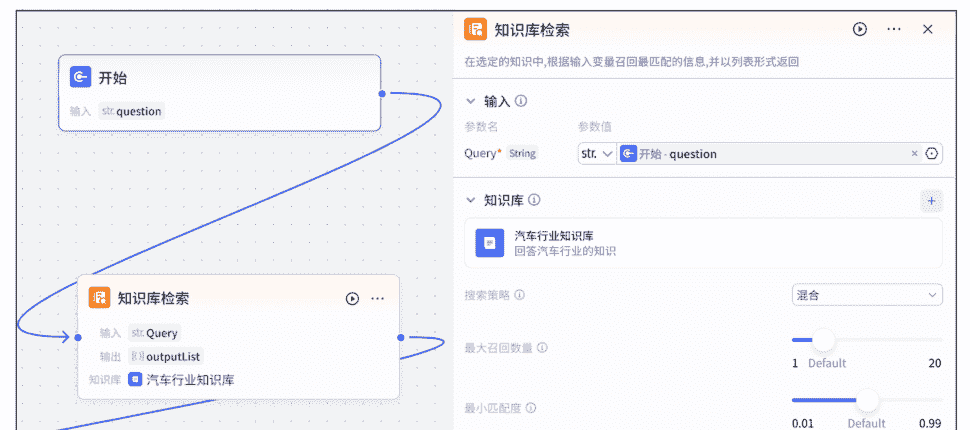 开始
输入 str. question
知识库检索
输入 str. Query
输出 [{}] outputList
知识库 汽车行业知识库
知识库检索
在选定的知识中,根据输入变量召回最匹配的信息,并以列表形式返回
输入
参数名 参数值
Query* String str. 开始 · question
知识库
汽车行业知识库
回答汽车行业的知识
搜索策略 混合
最大召回数量
1 Default 20
最小匹配度
0.01 Default 0.99